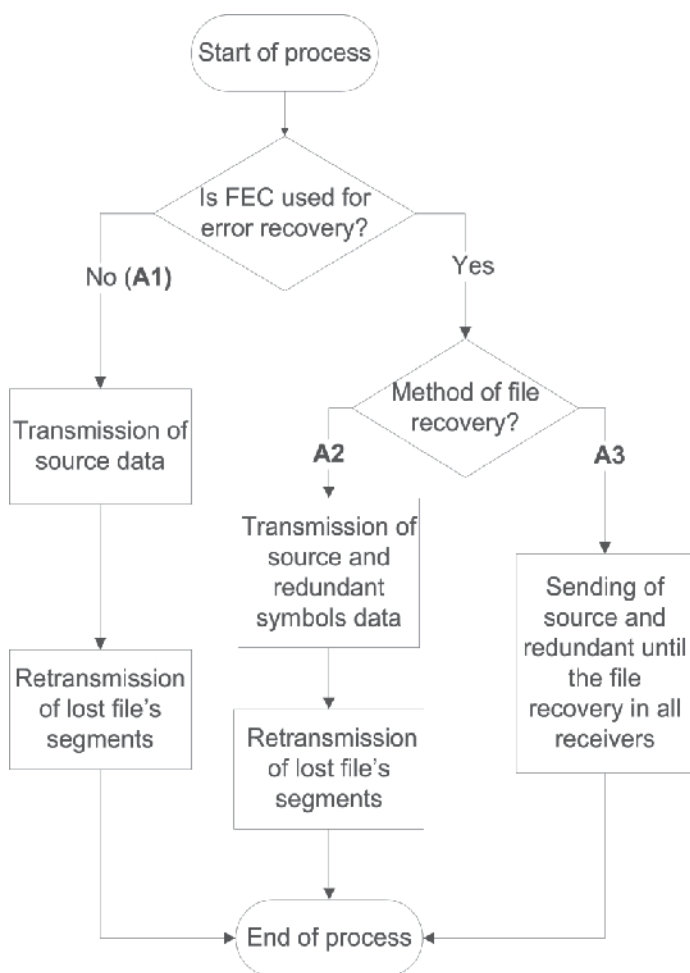 Start of process
Is FEC used for
error recovery?
No (A1)
Yes
Transmission of
source data
Retransmission
of lost file's
segments
Method of file
recovery?
A2
A3
Transmission of
source and
redundant
symbols data
Retransmission
of lost file's
segments
Sending of
source and
redundant until
the file
recovery in all
receivers
End of process